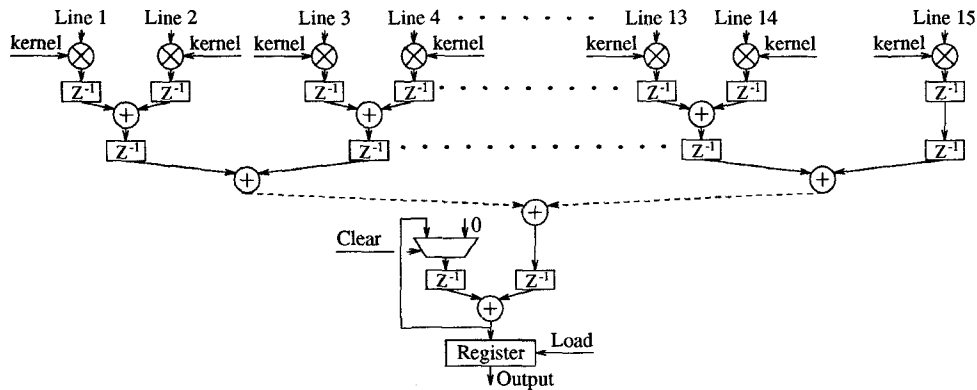 Line 1 Line 2 Line 3 Line 4 Line 13 Line 14 Line 15
kernel kernel kernel kernel kernel kernel kernel
Z⁻¹ Z⁻¹ Z⁻¹ Z⁻¹ Z⁻¹ Z⁻¹ Z⁻¹
+ + +
Z⁻¹ Z⁻¹ Z⁻¹ Z⁻¹
+ +
+
0
Clear
Z⁻¹ Z⁻¹
+
Register Load
Output